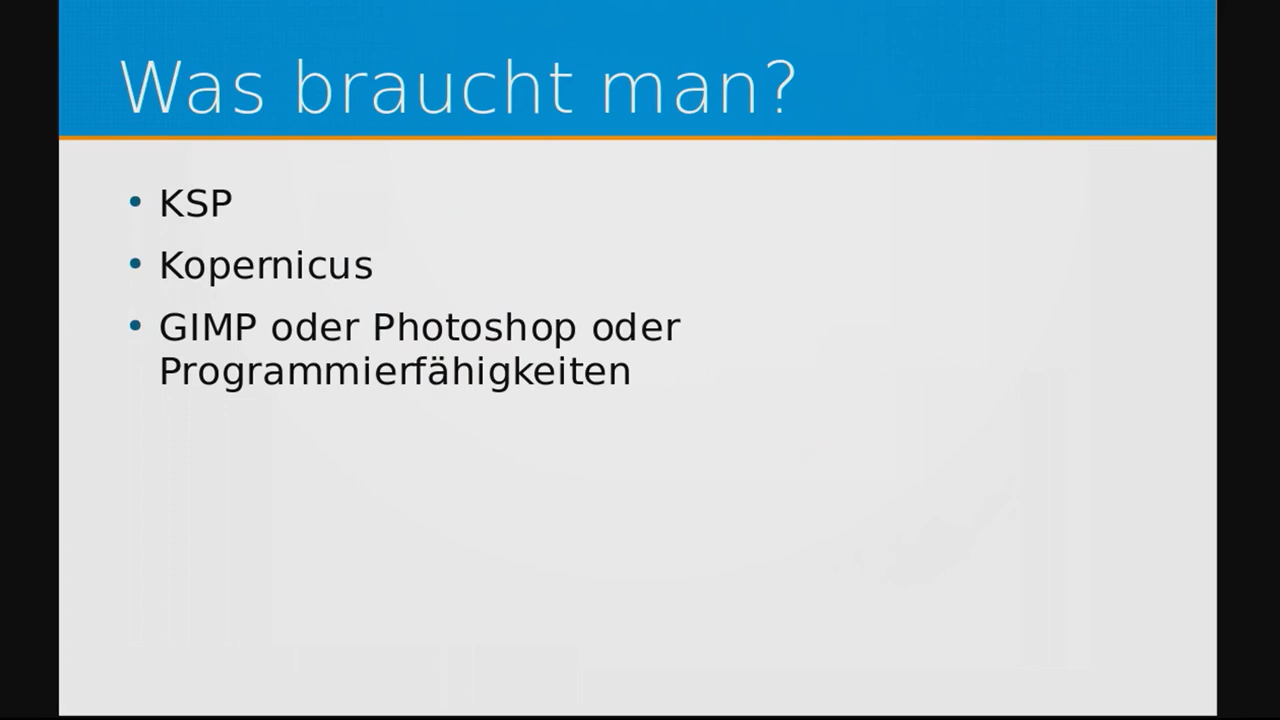 Was braucht man?
KSP
Kopernicus
GIMP oder Photoshop oder
Programmierfähigkeiten